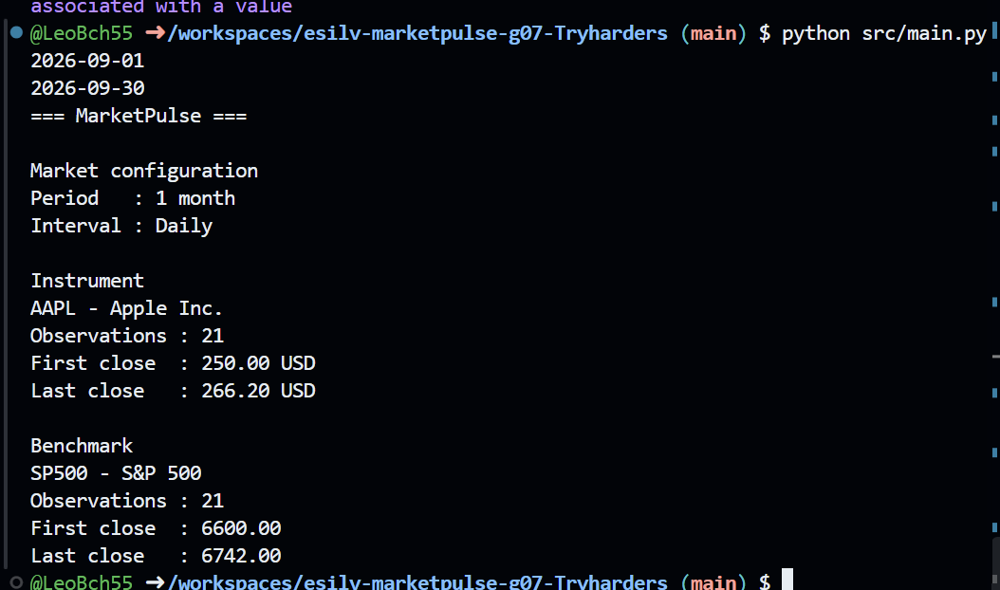 associated with a value
@LeoBch55 ➜/workspaces/esilv-marketpulse-g07-Tryharders (main) $ python src/main.py
2026-09-01
2026-09-30
=== MarketPulse ===
Market configuration
Period   : 1 month
Interval : Daily
Instrument
AAPL - Apple Inc.
Observations : 21
First close  : 250.00 USD
Last close   : 266.20 USD
Benchmark
SP500 - S&P 500
Observations : 21
First close  : 6600.00
Last close   : 6742.00
@LeoBch55 ➜/workspaces/esilv-marketpulse-g07-Tryharders (main) $